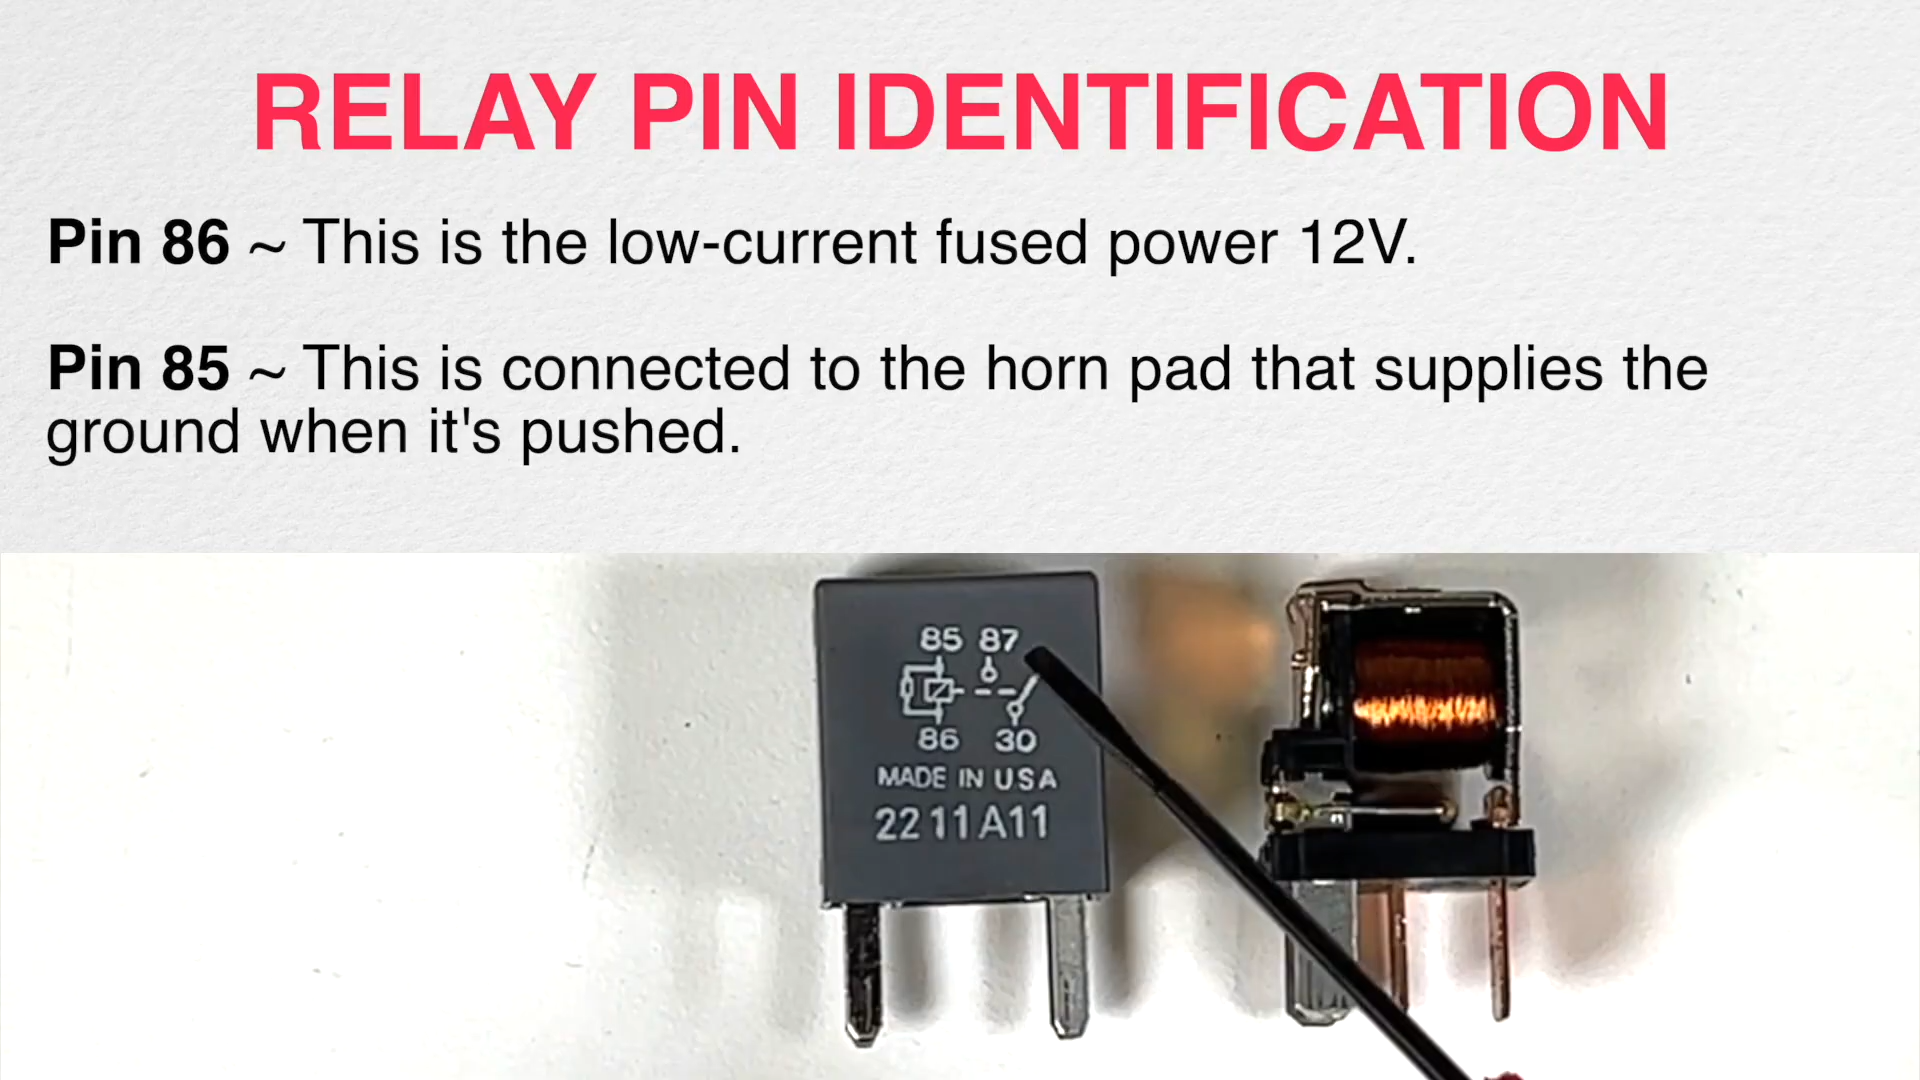 RELAY PIN IDENTIFICATION
Pin 86 ~ This is the low-current fused power 12V.
Pin 85 ~ This is connected to the horn pad that supplies the
ground when it's pushed.
85 87
86 30
MADE IN USA
2211A11